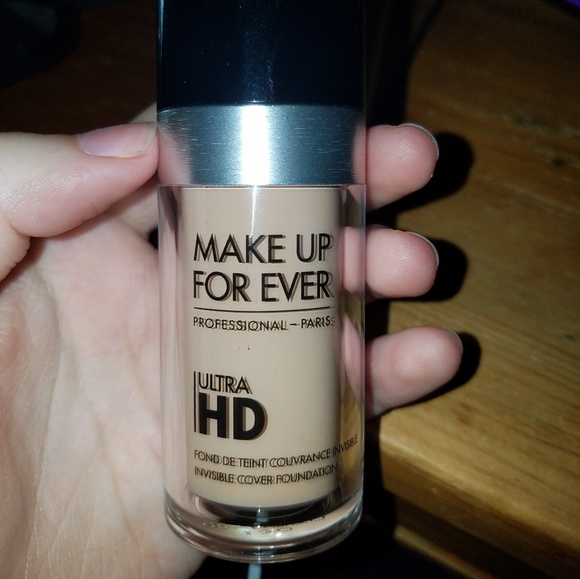 MAKE UP
FOR EVER
PROFESSIONAL – PARIS
ULTRA
HD
FOND DE TEINT COUVRANCE INVISIBLE
INVISIBLE COVER FOUNDATION